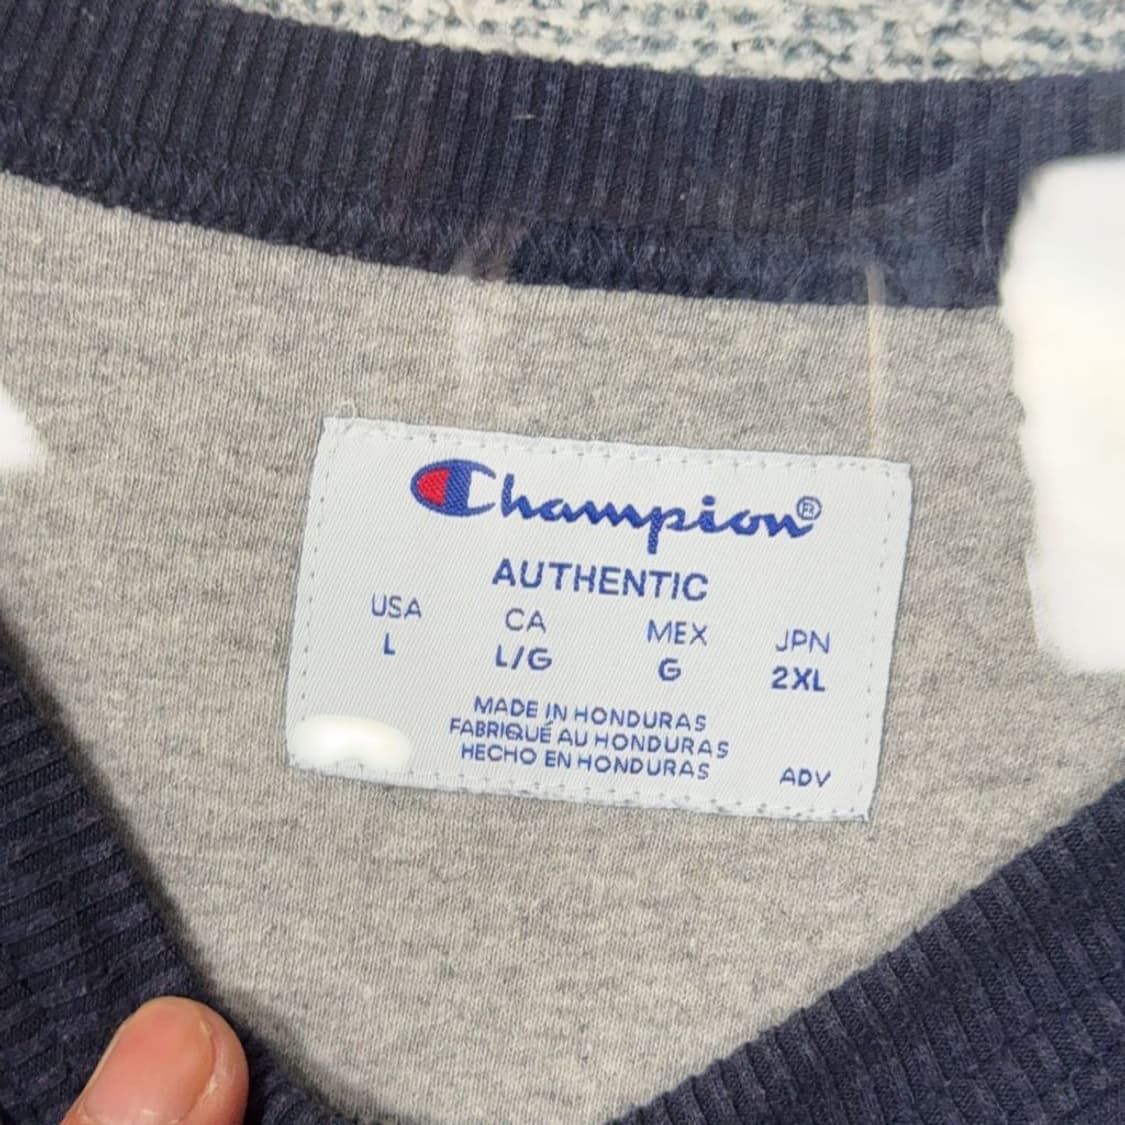 Champion®
AUTHENTIC
USA CA MEX JPN
L L/G G 2XL
MADE IN HONDURAS
FABRIQUÉ AU HONDURAS
HECHO EN HONDURAS
ADV